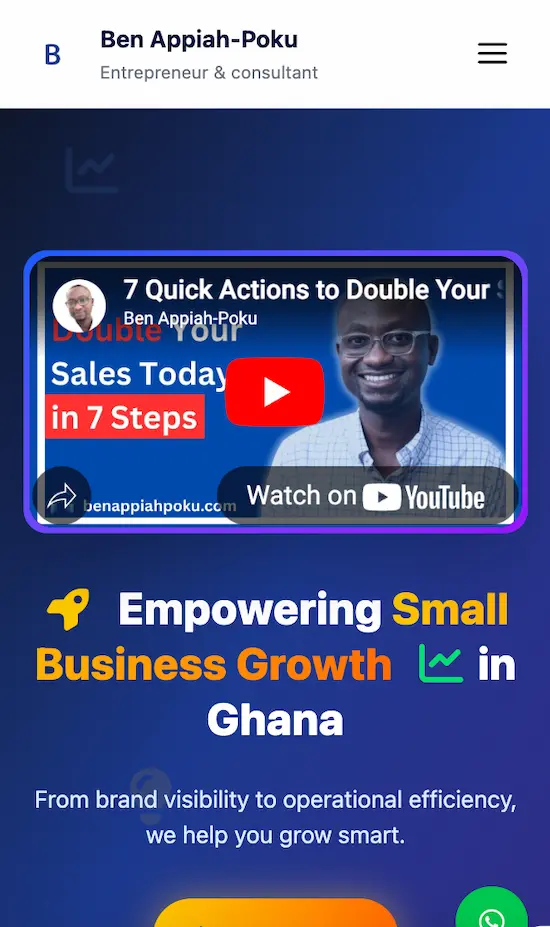 B
Ben Appiah-Poku
Entrepreneur & consultant
7 Quick Actions to Double Your
Ben Appiah-Poku
Double Your
Sales Today
in 7 Steps
benappiahpoku.com
Watch on YouTube
Empowering Small
Business Growth in
Ghana
From brand visibility to operational efficiency,
we help you grow smart.